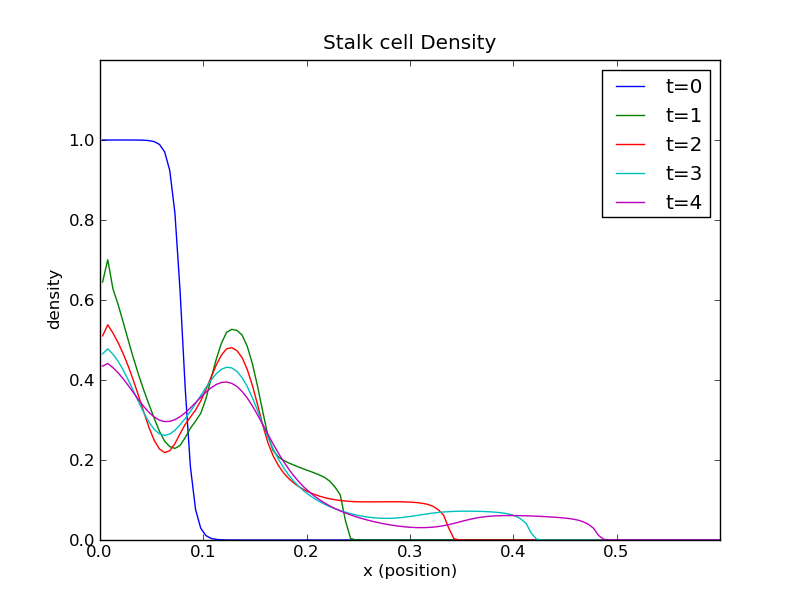 Stalk cell Density
t=0
t=1
t=2
t=3
t=4
1.0
0.8
0.6
0.4
0.2
0.0
density
0.0 0.1 0.2 0.3 0.4 0.5
x (position)